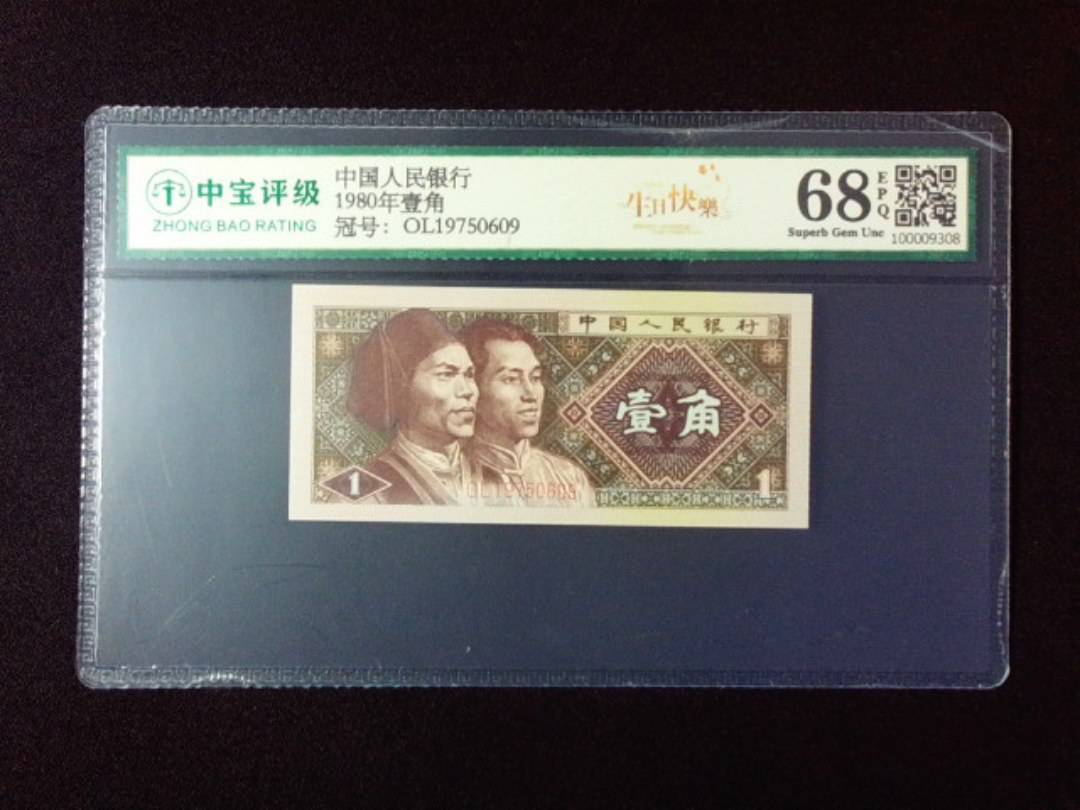 中宝评级
ZHONG BAO RATING
中国人民银行
1980年壹角
冠号：OL19750609
生日快樂
68
EPQ
Superb Gem Unc
100009308
中国人民银行
壹角
1
OL19750609
1